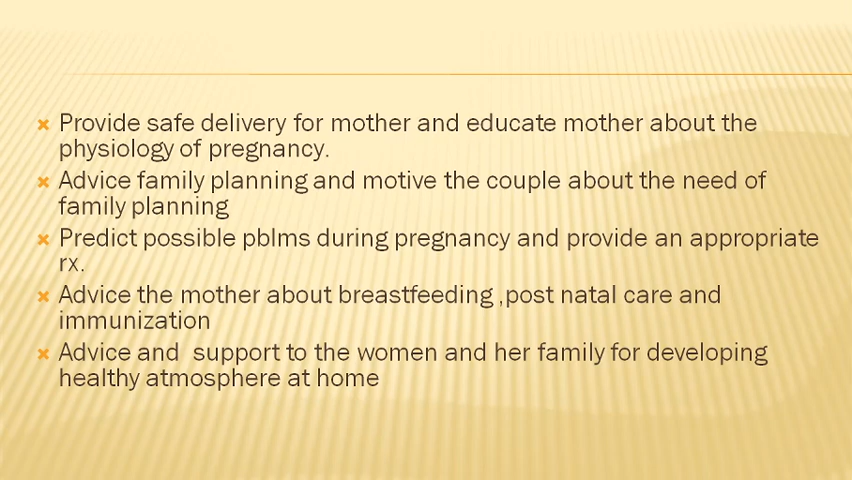 Provide safe delivery for mother and educate mother about the
physiology of pregnancy.
Advice family planning and motive the couple about the need of
family planning
Predict possible pblms during pregnancy and provide an appropriate
rx.
Advice the mother about breastfeeding ,post natal care and
immunization
Advice and  support to the women and her family for developing
healthy atmosphere at home